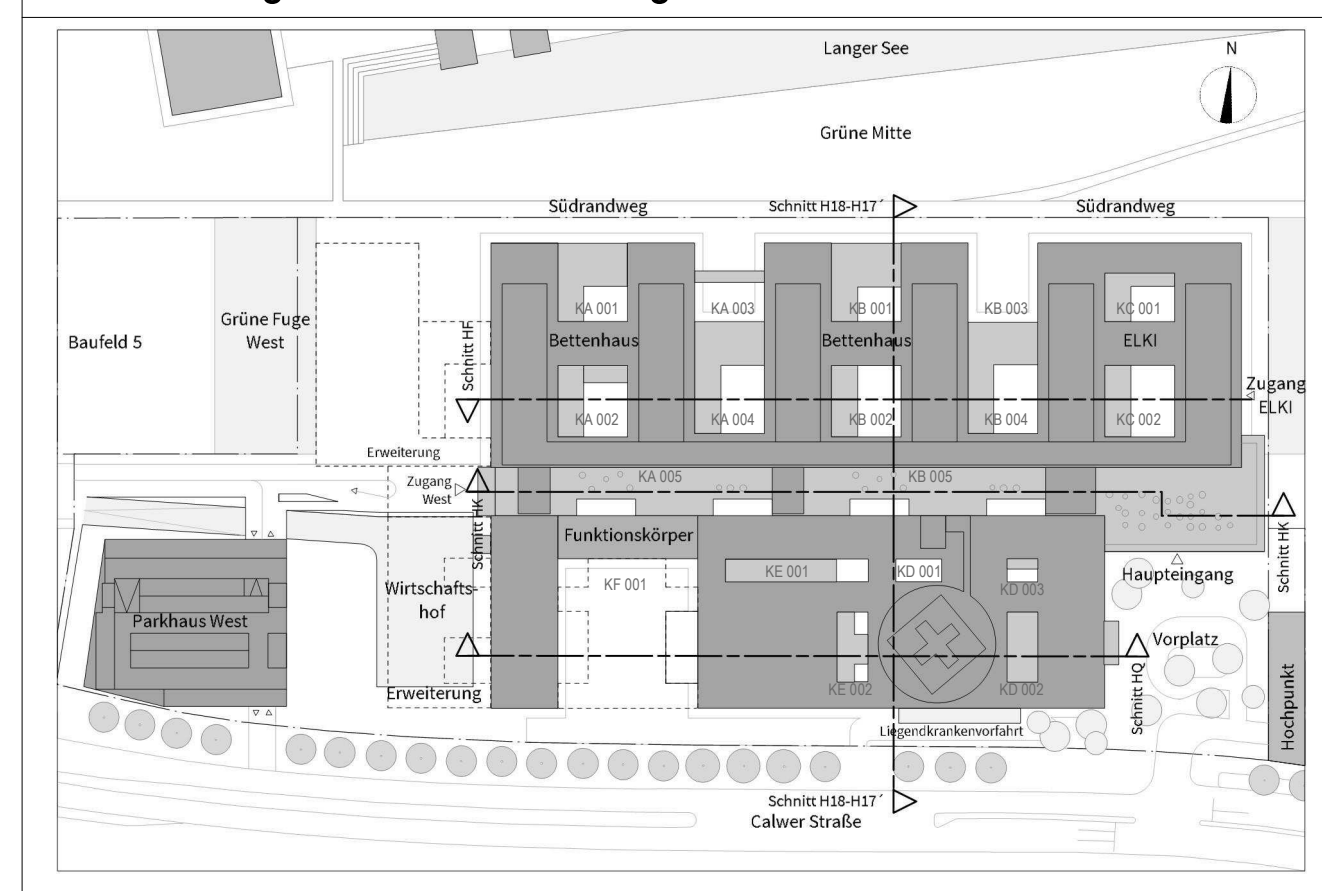 Langer See
N
Grüne Mitte
Südrandweg
Schnitt H18-H17´
Südrandweg
KA 001
KA 003
KB 001
KB 003
KC 001
Baufeld 5
Grüne Fuge
West
Schnitt HF
Bettenhaus
Bettenhaus
ELKI
Zugang
ELKI
KA 002
KA 004
KB 002
KB 004
KC 002
Erweiterung
Zugang
West
KA 005
KB 005
Schnitt HK
Schnitt HK
Funktionskörper
Haupteingang
KE 001
KD 001
KD 003
KF 001
Wirtschafts
hof
Parkhaus West
Vorplatz
Erweiterung
KE 002
KD 002
Schnitt HQ
Hochpunkt
Liegendkrankenvorfahrt
Schnitt H18-H17´
Calwer Straße